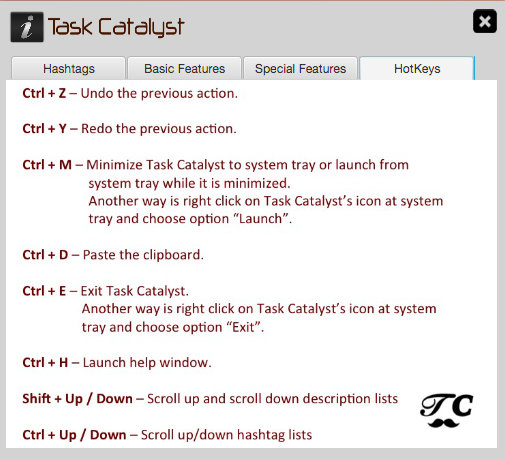 i Task Catalyst
Hashtags Basic Features Special Features HotKeys
Ctrl + Z – Undo the previous action.
Ctrl + Y – Redo the previous action.
Ctrl + M – Minimize Task Catalyst to system tray or launch from
system tray while it is minimized.
Another way is right click on Task Catalyst's icon at system
tray and choose option “Launch”.
Ctrl + D – Paste the clipboard.
Ctrl + E – Exit Task Catalyst.
Another way is right click on Task Catalyst's icon at system
tray and choose option “Exit”.
Ctrl + H – Launch help window.
Shift + Up / Down – Scroll up and scroll down description lists
TC
Ctrl + Up / Down – Scroll up/down hashtag lists